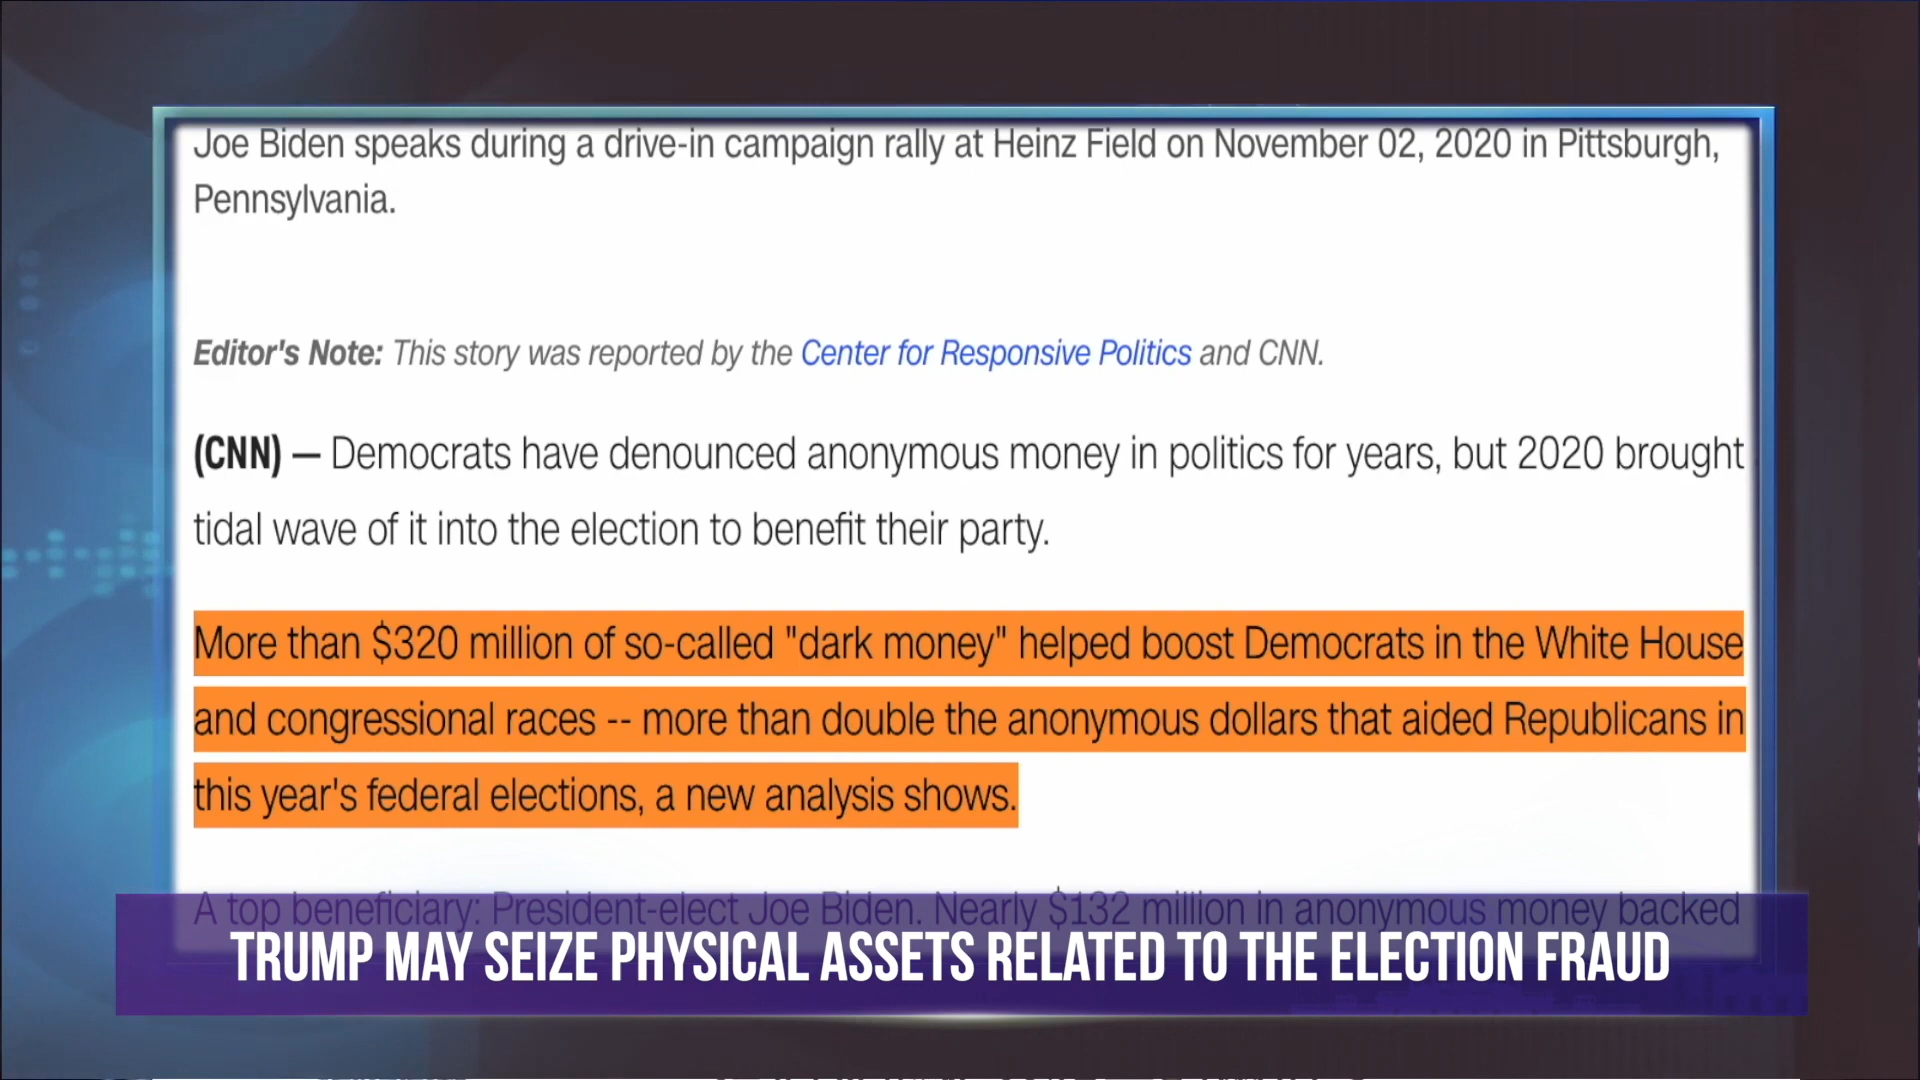 Joe Biden speaks during a drive-in campaign rally at Heinz Field on November 02, 2020 in Pittsburgh,
Pennsylvania.
Editor's Note: This story was reported by the Center for Responsive Politics and CNN.
(CNN) — Democrats have denounced anonymous money in politics for years, but 2020 brought
tidal wave of it into the election to benefit their party.
More than $320 million of so-called "dark money" helped boost Democrats in the White House
and congressional races -- more than double the anonymous dollars that aided Republicans in
this year's federal elections, a new analysis shows.
A top beneficiary: President-elect Joe Biden. Nearly $132 million in anonymous money backed
TRUMP MAY SEIZE PHYSICAL ASSETS RELATED TO THE ELECTION FRAUD